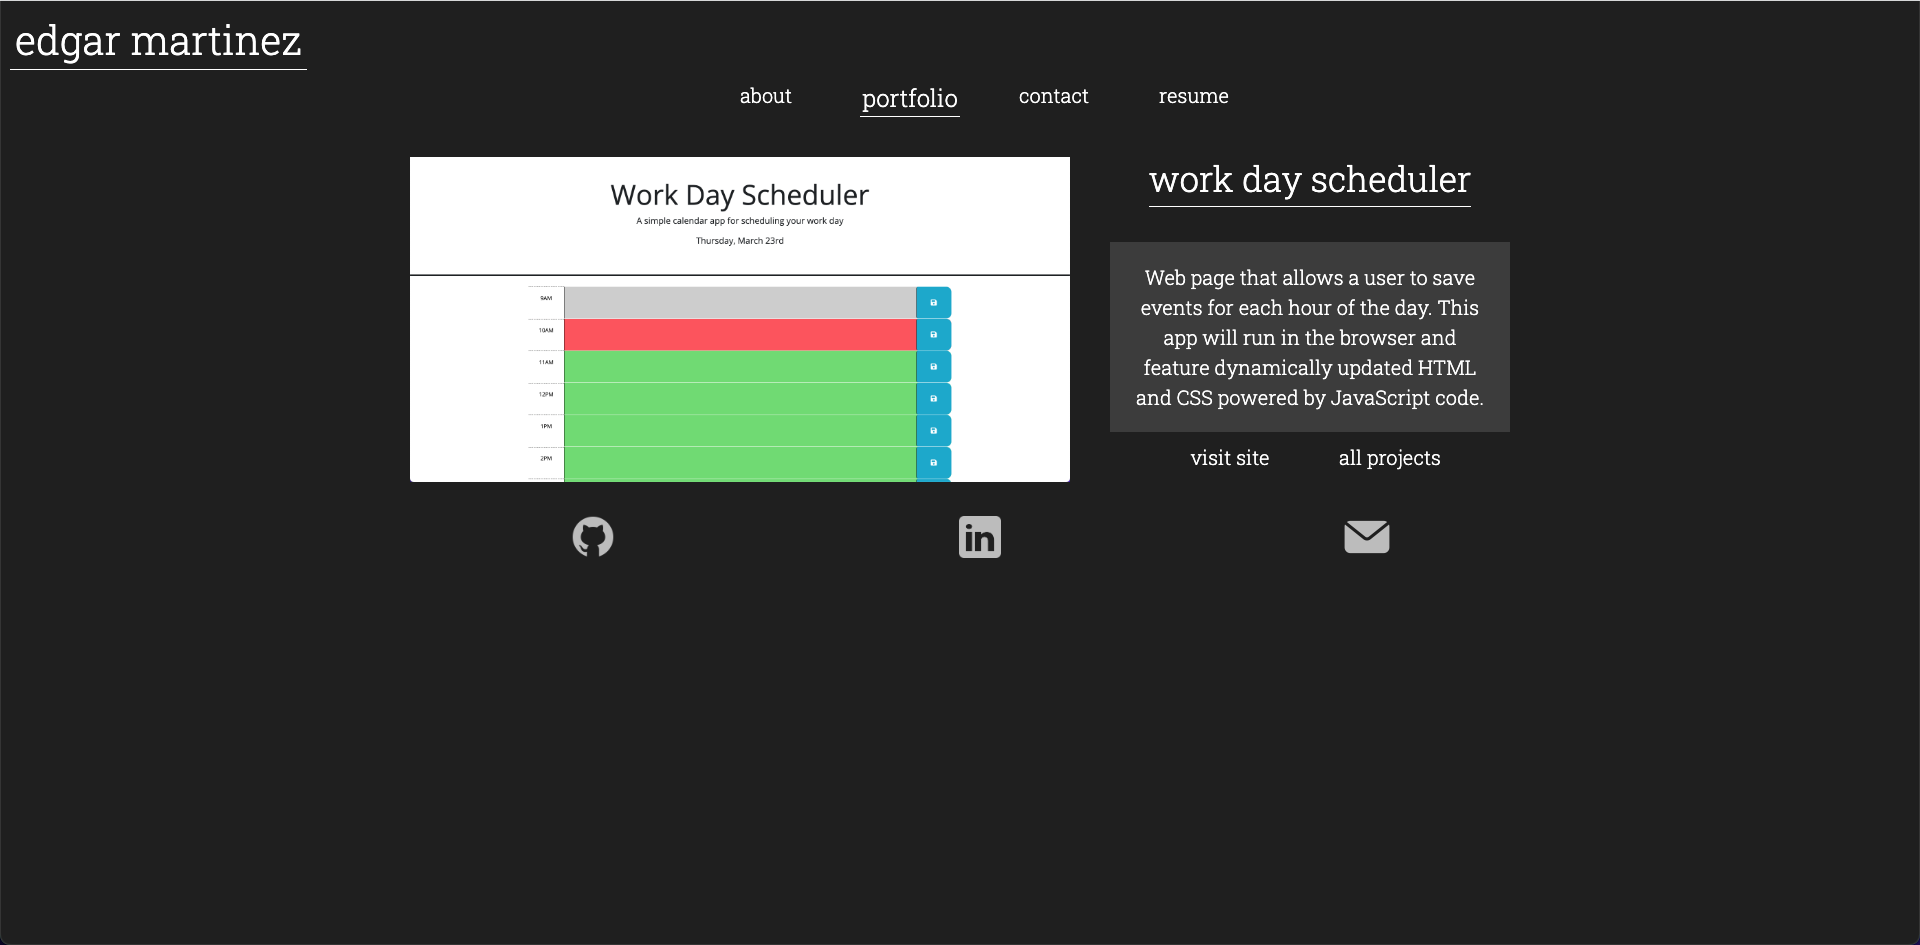 edgar martinez
about portfolio contact resume
Work Day Scheduler
A simple calendar app for scheduling your work day
Thursday, March 23rd
9AM
10AM
11AM
12PM
1PM
2PM
work day scheduler
Web page that allows a user to save
events for each hour of the day. This
app will run in the browser and
feature dynamically updated HTML
and CSS powered by JavaScript code.
visit site all projects
in